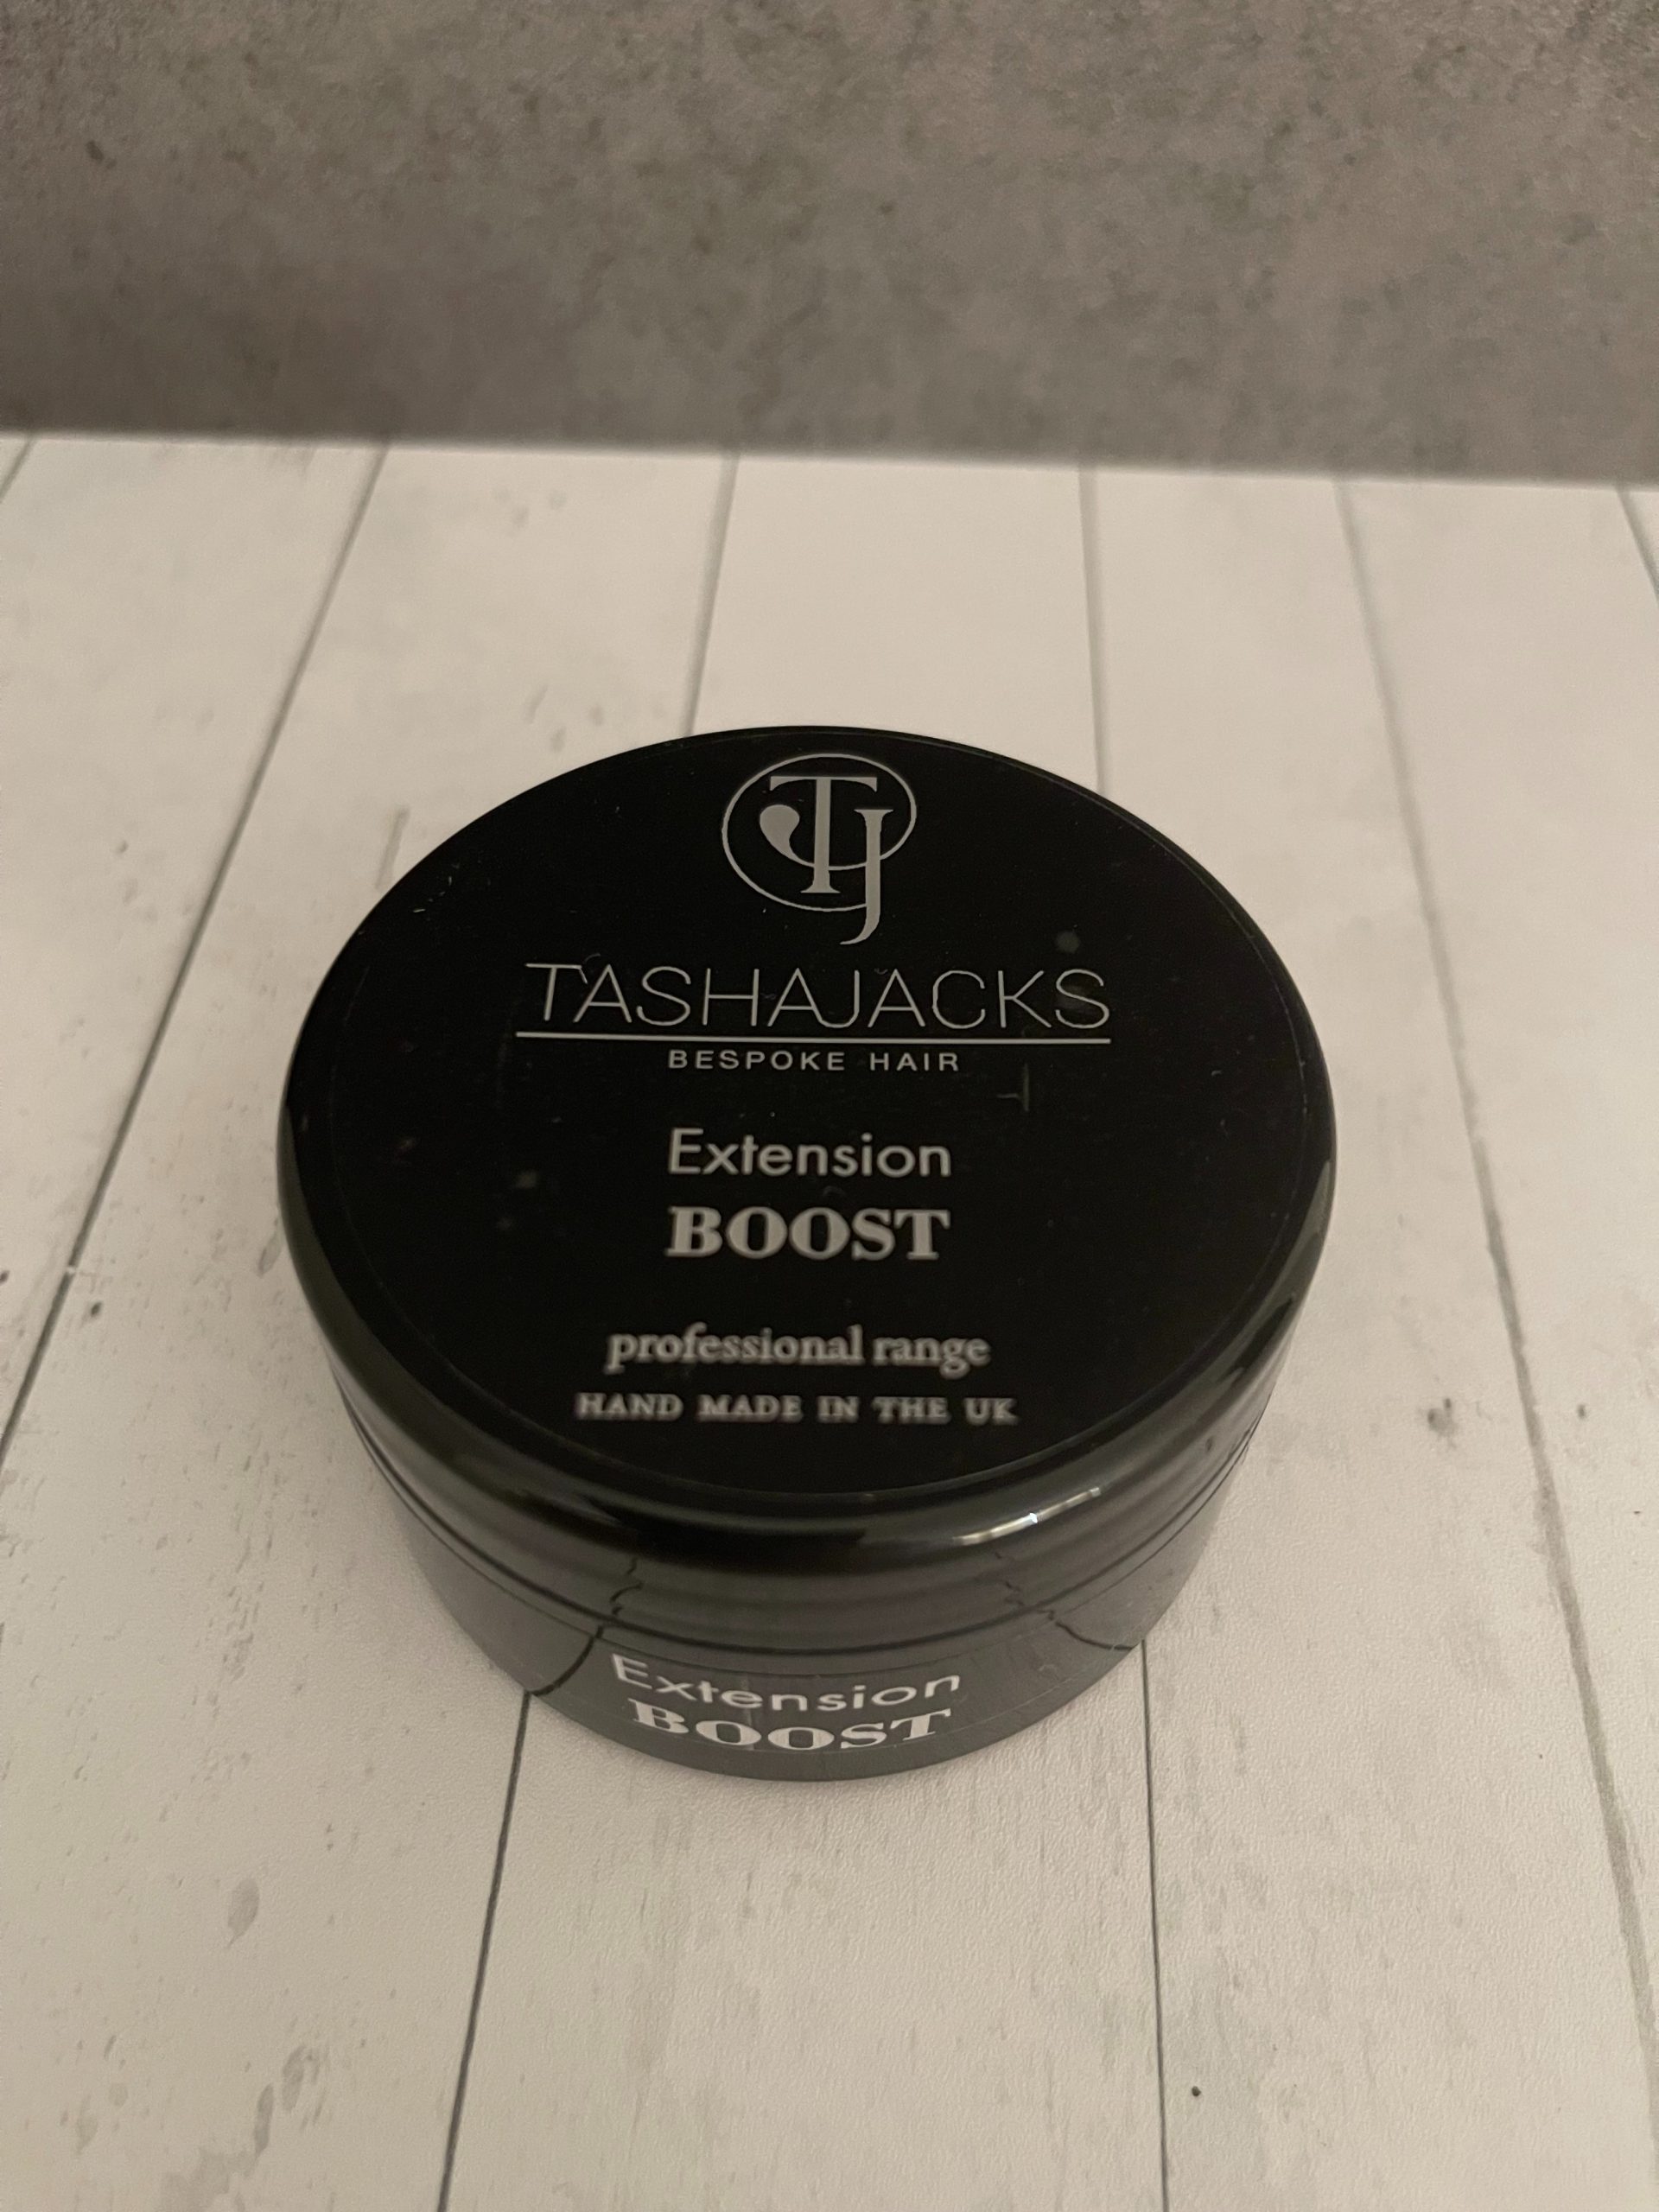 TJ
TASHAJACKS
BESPOKE HAIR
Extension
BOOST
professional range
HAND MADE IN THE UK
Extension
BOOST